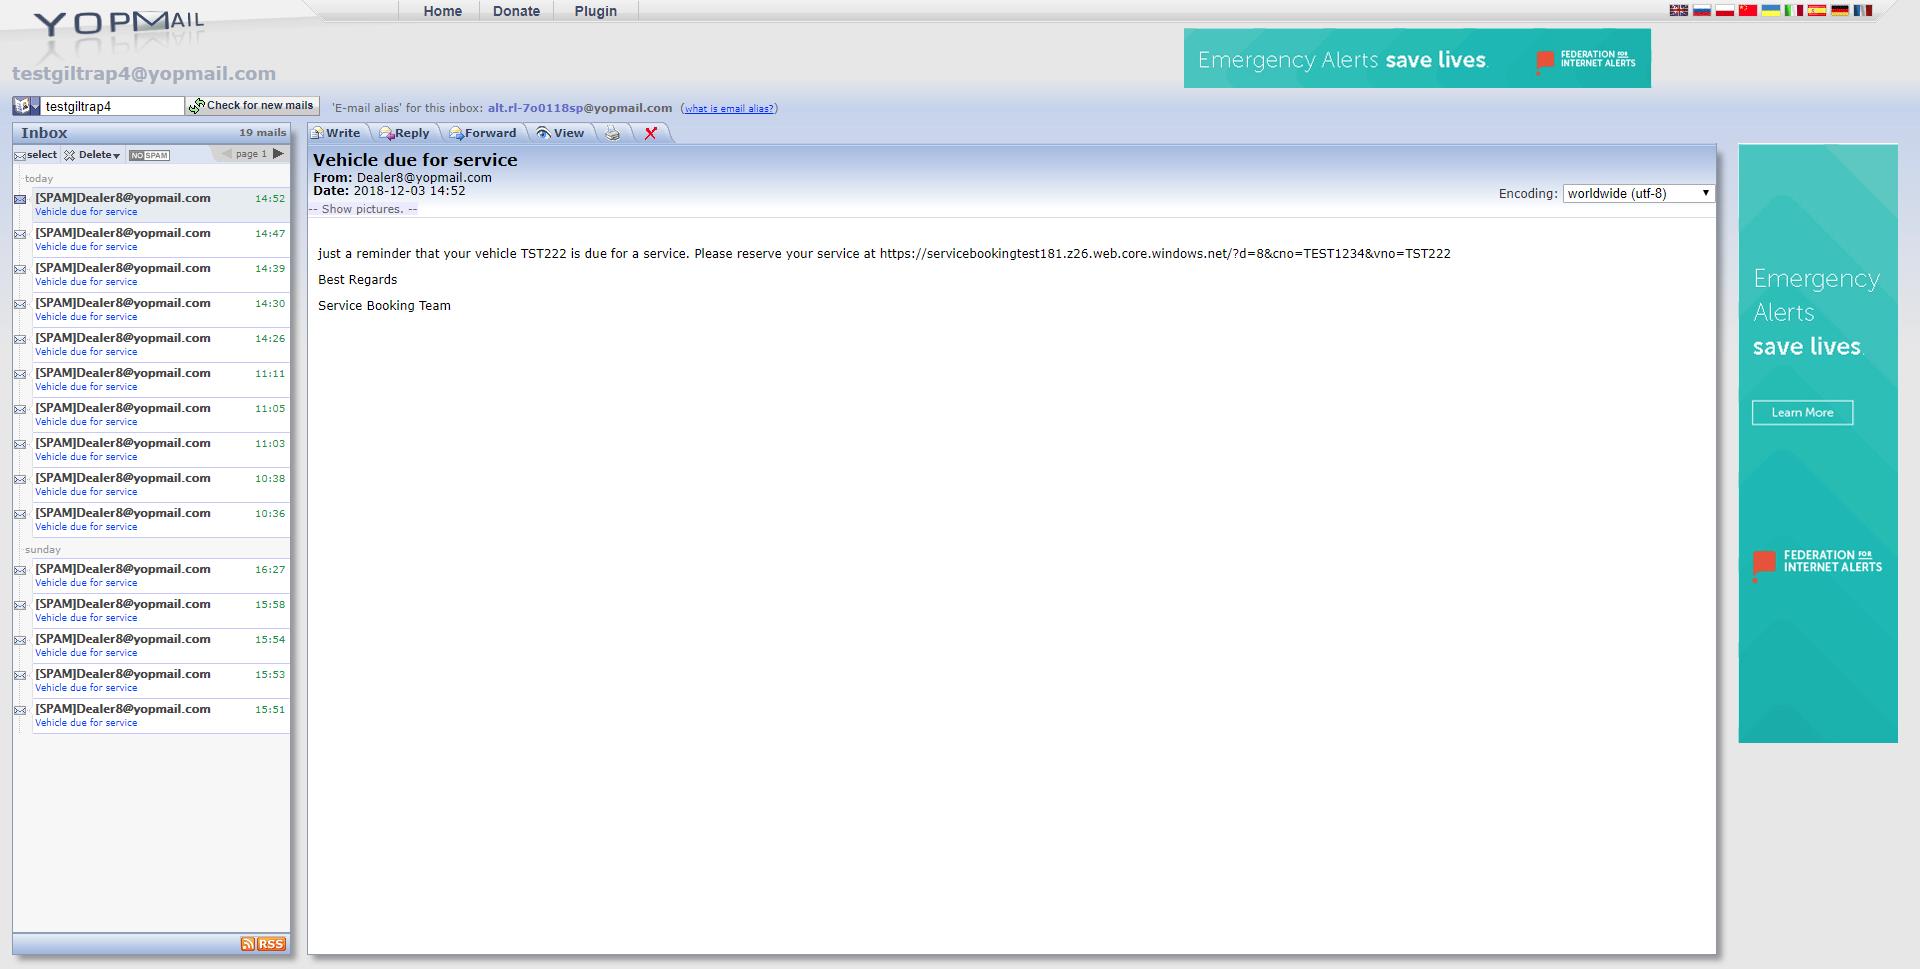 YOPMAIL
Home
Donate
Plugin
Emergency Alerts save lives.
FEDERATION FOR
INTERNET ALERTS
testgiltrap4@yopmail.com
testgiltrap4
Check for new mails
'E-mail alias' for this inbox: alt.rl-7o0118sp@yopmail.com (what is email alias?)
Inbox
19 mails
select
Delete
NO SPAM
page 1
today
[SPAM]Dealer8@yopmail.com 14:52
Vehicle due for service
[SPAM]Dealer8@yopmail.com 14:47
Vehicle due for service
[SPAM]Dealer8@yopmail.com 14:39
Vehicle due for service
[SPAM]Dealer8@yopmail.com 14:30
Vehicle due for service
[SPAM]Dealer8@yopmail.com 14:26
Vehicle due for service
[SPAM]Dealer8@yopmail.com 11:11
Vehicle due for service
[SPAM]Dealer8@yopmail.com 11:05
Vehicle due for service
[SPAM]Dealer8@yopmail.com 11:03
Vehicle due for service
[SPAM]Dealer8@yopmail.com 10:38
Vehicle due for service
[SPAM]Dealer8@yopmail.com 10:36
Vehicle due for service
sunday
[SPAM]Dealer8@yopmail.com 16:27
Vehicle due for service
[SPAM]Dealer8@yopmail.com 15:58
Vehicle due for service
[SPAM]Dealer8@yopmail.com 15:54
Vehicle due for service
[SPAM]Dealer8@yopmail.com 15:53
Vehicle due for service
[SPAM]Dealer8@yopmail.com 15:51
Vehicle due for service
RSS
Write
Reply
Forward
View
Vehicle due for service
From: Dealer8@yopmail.com
Date: 2018-12-03 14:52
Encoding: worldwide (utf-8)
-- Show pictures. --
just a reminder that your vehicle TST222 is due for a service. Please reserve your service at https://servicebookingtest181.z26.web.core.windows.net/?d=8&cno=TEST1234&vno=TST222
Best Regards
Service Booking Team
Emergency
Alerts
save lives.
Learn More
FEDERATION FOR
INTERNET ALERTS